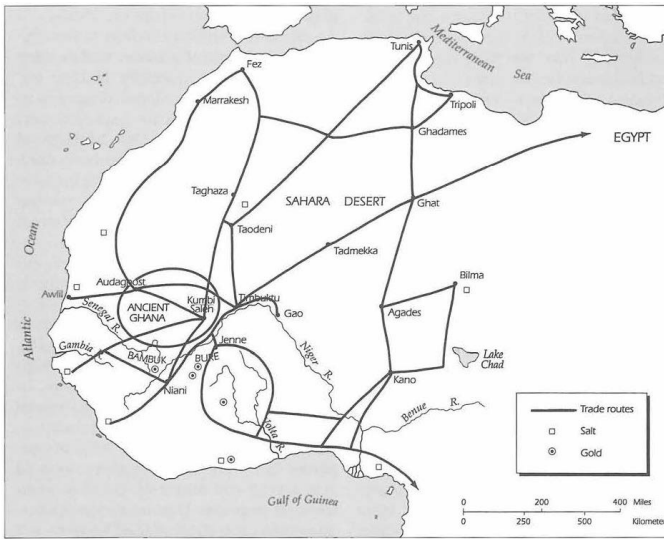 Mediterranean
Sea
Tunis
Fez
Marrakesh
Tripoli
Ghadames
EGYPT
Taghaza
SAHARA DESERT
Ghat
Taodeni
Tadmekka
Atlantic Ocean
Awlil
Audaghost
Bilma
Senegal R.
ANCIENT
GHANA
Kumbi
Saleh
Timbuktu
Gao
Agades
Gambia R.
BAMBUK
BURE
Jenne
Niger R.
Lake
Chad
Niani
Kano
Volta R.
Benue R.
Trade routes
Salt
Gold
Gulf of Guinea
0 200 400 Miles
0 250 500 Kilometer